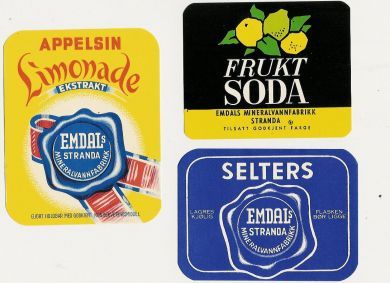 APPELSIN
Limonade
EKSTRAKT
EMDALS
STRANDA
MINERALVANNFABRIKK
FRUKT
SODA
EMDALS MINERALVANNFABRIKK
STRANDA
TILSATT GODKJENT FARGE
SELTERS
LAGRES
KJØLIG
EMDALS
STRANDA
MINERALVANNFABRIKK
FLASKEN
BØR LIGGE